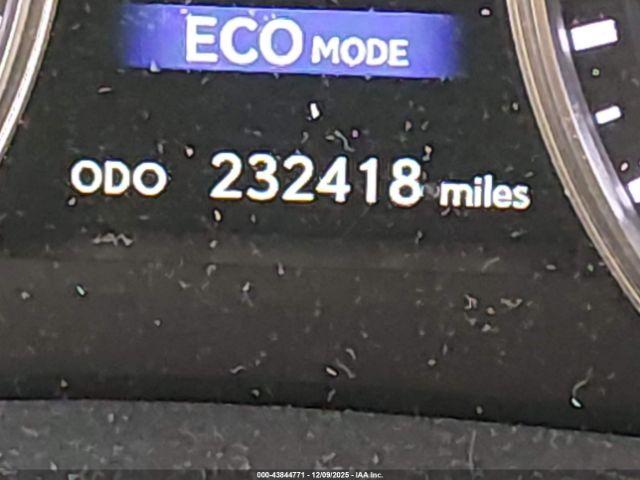 ECO MODE
ODO 232418 miles
000-43844771 - 12/09/2025 - IAA Inc.